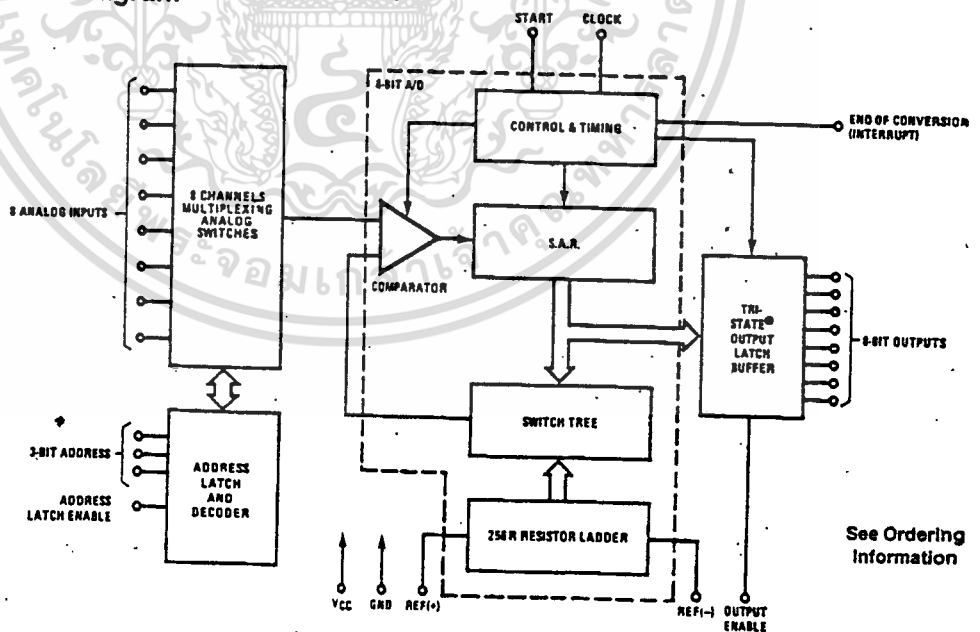 START
CLOCK
8-BIT A/D
CONTROL & TIMING
END OF CONVERSION
(INTERRUPT)
8 ANALOG INPUTS
8 CHANNELS
MULTIPLEXING
ANALOG
SWITCHES
S.A.R.
COMPARATOR
TRI-
STATE®
OUTPUT
LATCH
BUFFER
8-BIT OUTPUTS
SWITCH TREE
3-BIT ADDRESS
ADDRESS
LATCH ENABLE
ADDRESS
LATCH
AND
DECODER
256R RESISTOR LADDER
See Ordering
Information
VCC
GND
REF(+)
REF(–)
OUTPUT
ENABLE